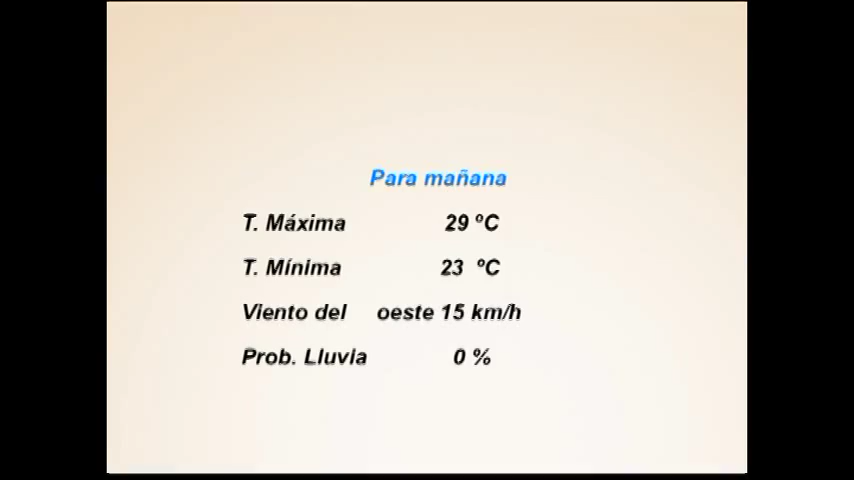 Para mañana
T. Máxima 29 ºC
T. Mínima 23 ºC
Viento del oeste 15 km/h
Prob. Lluvia 0 %